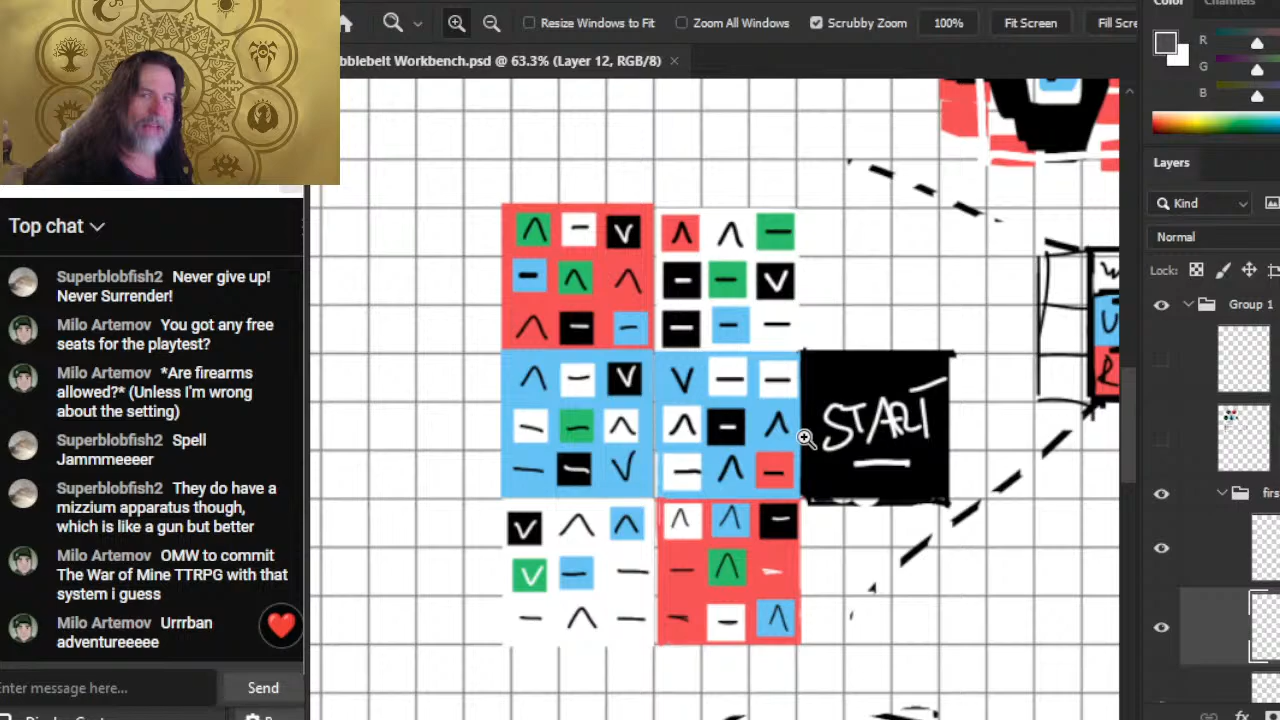 Resize Windows to Fit
Zoom All Windows
Scrubby Zoom
100%
Fit Screen
bblebelt Workbench.psd @ 63.3% (Layer 12, RGB/8) ×
Color
Channels
R
G
B
Layers
Kind
Normal
Lock:
Group 1
firs
fx
START
W
U
R
Top chat
Superblobfish2 Never give up!
Never Surrender!
Milo Artemov You got any free
seats for the playtest?
Milo Artemov *Are firearms
allowed?* (Unless I'm wrong
about the setting)
Superblobfish2 Spell
Jammmeeeer
Superblobfish2 They do have a
mizzium apparatus though,
which is like a gun but better
Milo Artemov OMW to commit
The War of Mine TTRPG with that
system i guess
Milo Artemov Urrrban
adventureeeee
nter message here...
Send